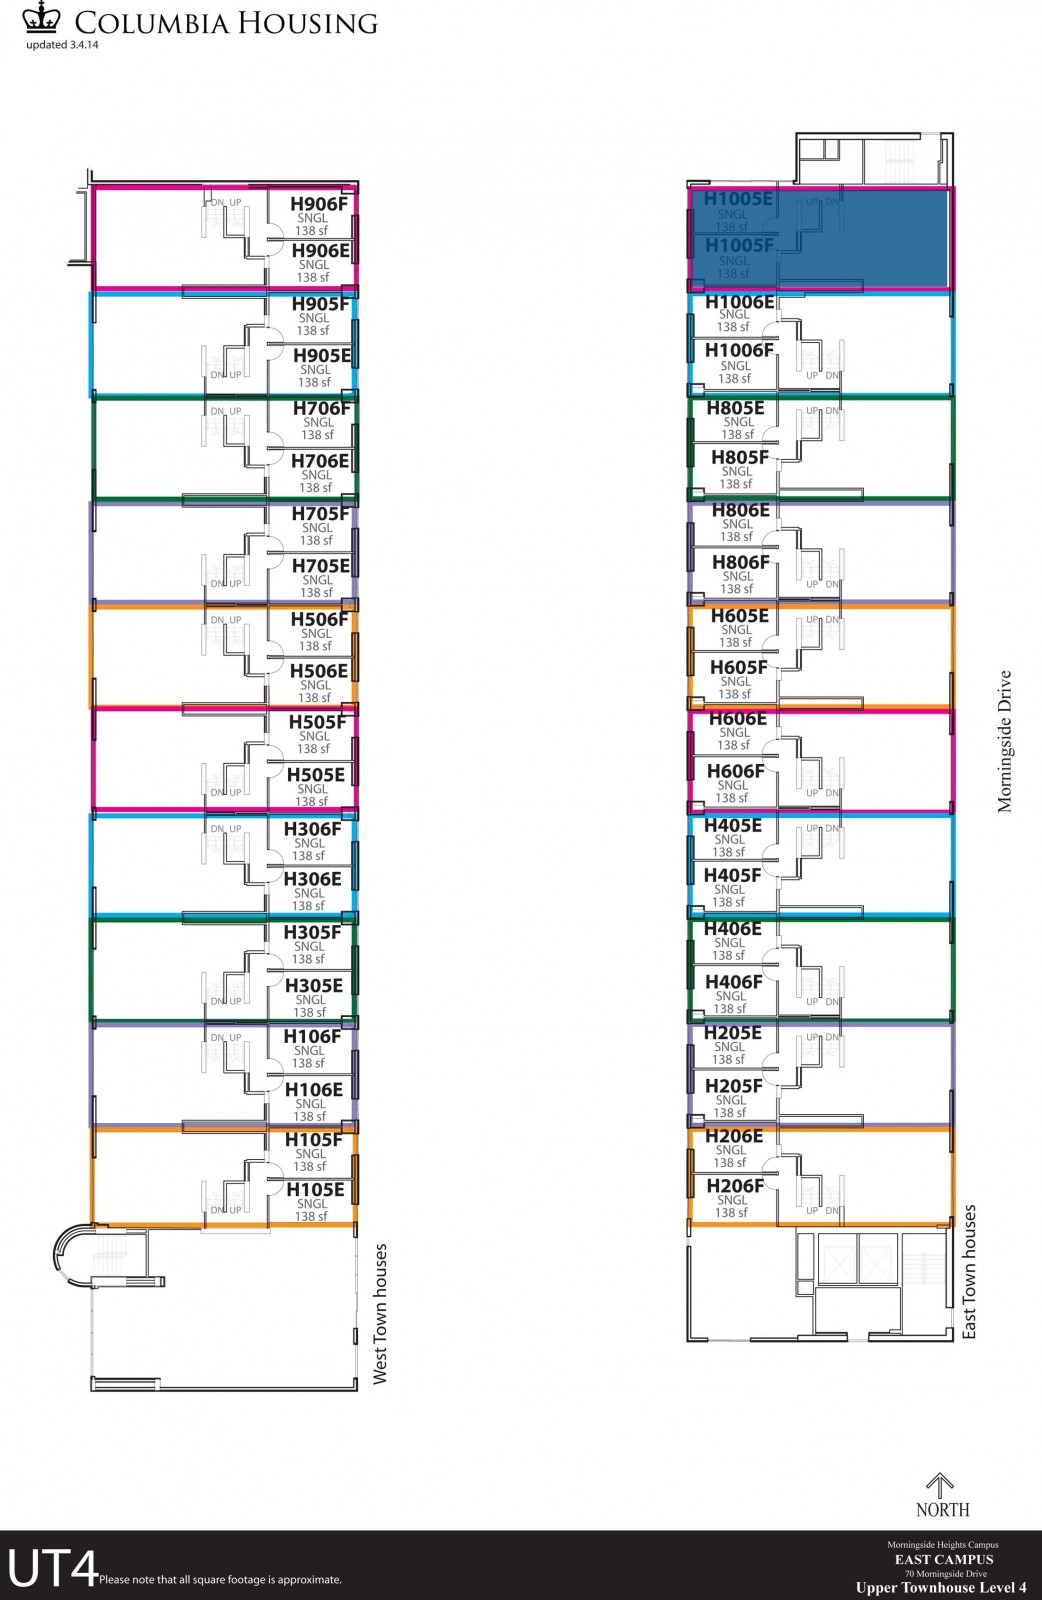 COLUMBIA HOUSING
updated 3.4.14
DN UP
H906F
SNGL
138 sf
H906E
SNGL
138 sf
H905F
SNGL
138 sf
H905E
SNGL
138 sf
DN UP
DN UP
H706F
SNGL
138 sf
H706E
SNGL
138 sf
H705F
SNGL
138 sf
H705E
SNGL
138 sf
DN UP
DN UP
H506F
SNGL
138 sf
H506E
SNGL
138 sf
H505F
SNGL
138 sf
H505E
SNGL
138 sf
DN UP
DN UP
H306F
SNGL
138 sf
H306E
SNGL
138 sf
H305F
SNGL
138 sf
H305E
SNGL
138 sf
DN UP
DN UP
H106F
SNGL
138 sf
H106E
SNGL
138 sf
H105F
SNGL
138 sf
H105E
SNGL
138 sf
DN UP
West Town houses
H1005E
SNGL
138 sf
UP DN
H1005F
SNGL
138 sf
H1006E
SNGL
138 sf
H1006F
SNGL
138 sf
UP DN
H805E
SNGL
138 sf
UP DN
H805F
SNGL
138 sf
H806E
SNGL
138 sf
H806F
SNGL
138 sf
UP DN
H605E
SNGL
138 sf
UP DN
H605F
SNGL
138 sf
H606E
SNGL
138 sf
H606F
SNGL
138 sf
UP DN
H405E
SNGL
138 sf
UP DN
H405F
SNGL
138 sf
H406E
SNGL
138 sf
H406F
SNGL
138 sf
UP DN
H205E
SNGL
138 sf
UP DN
H205F
SNGL
138 sf
H206E
SNGL
138 sf
H206F
SNGL
138 sf
UP DN
East Town houses
Morningside Drive
NORTH
UT4 Please note that all square footage is approximate.
Morningside Heights Campus
EAST CAMPUS
70 Morningside Drive
Upper Townhouse Level 4